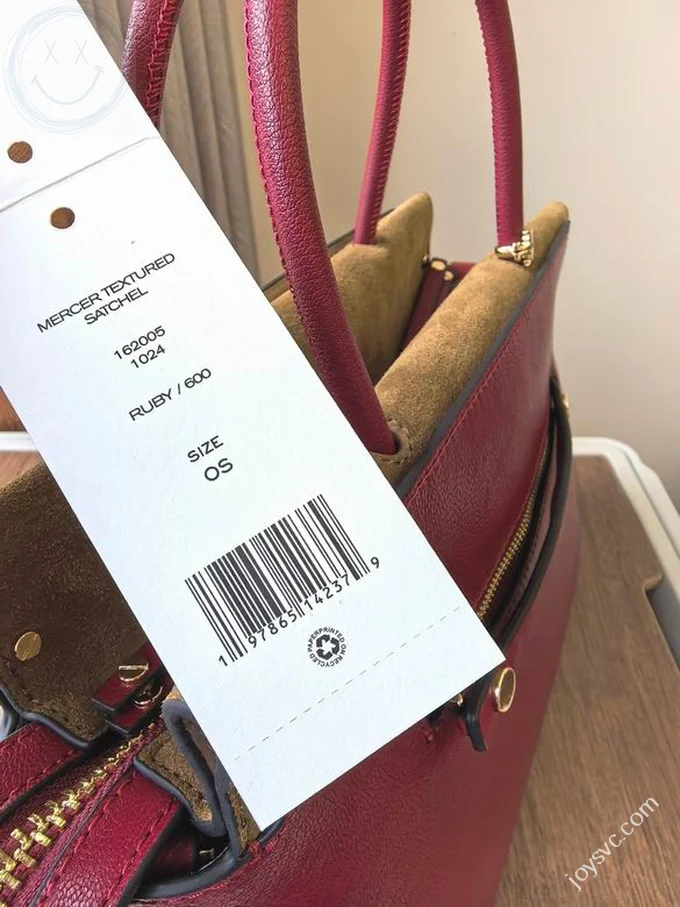 MERCER TEXTURED
SATCHEL
162005
1024
RUBY / 600
SIZE
OS
1 97865 14237 9
PRINTED ON RECYCLED PAPER
joysvc.com